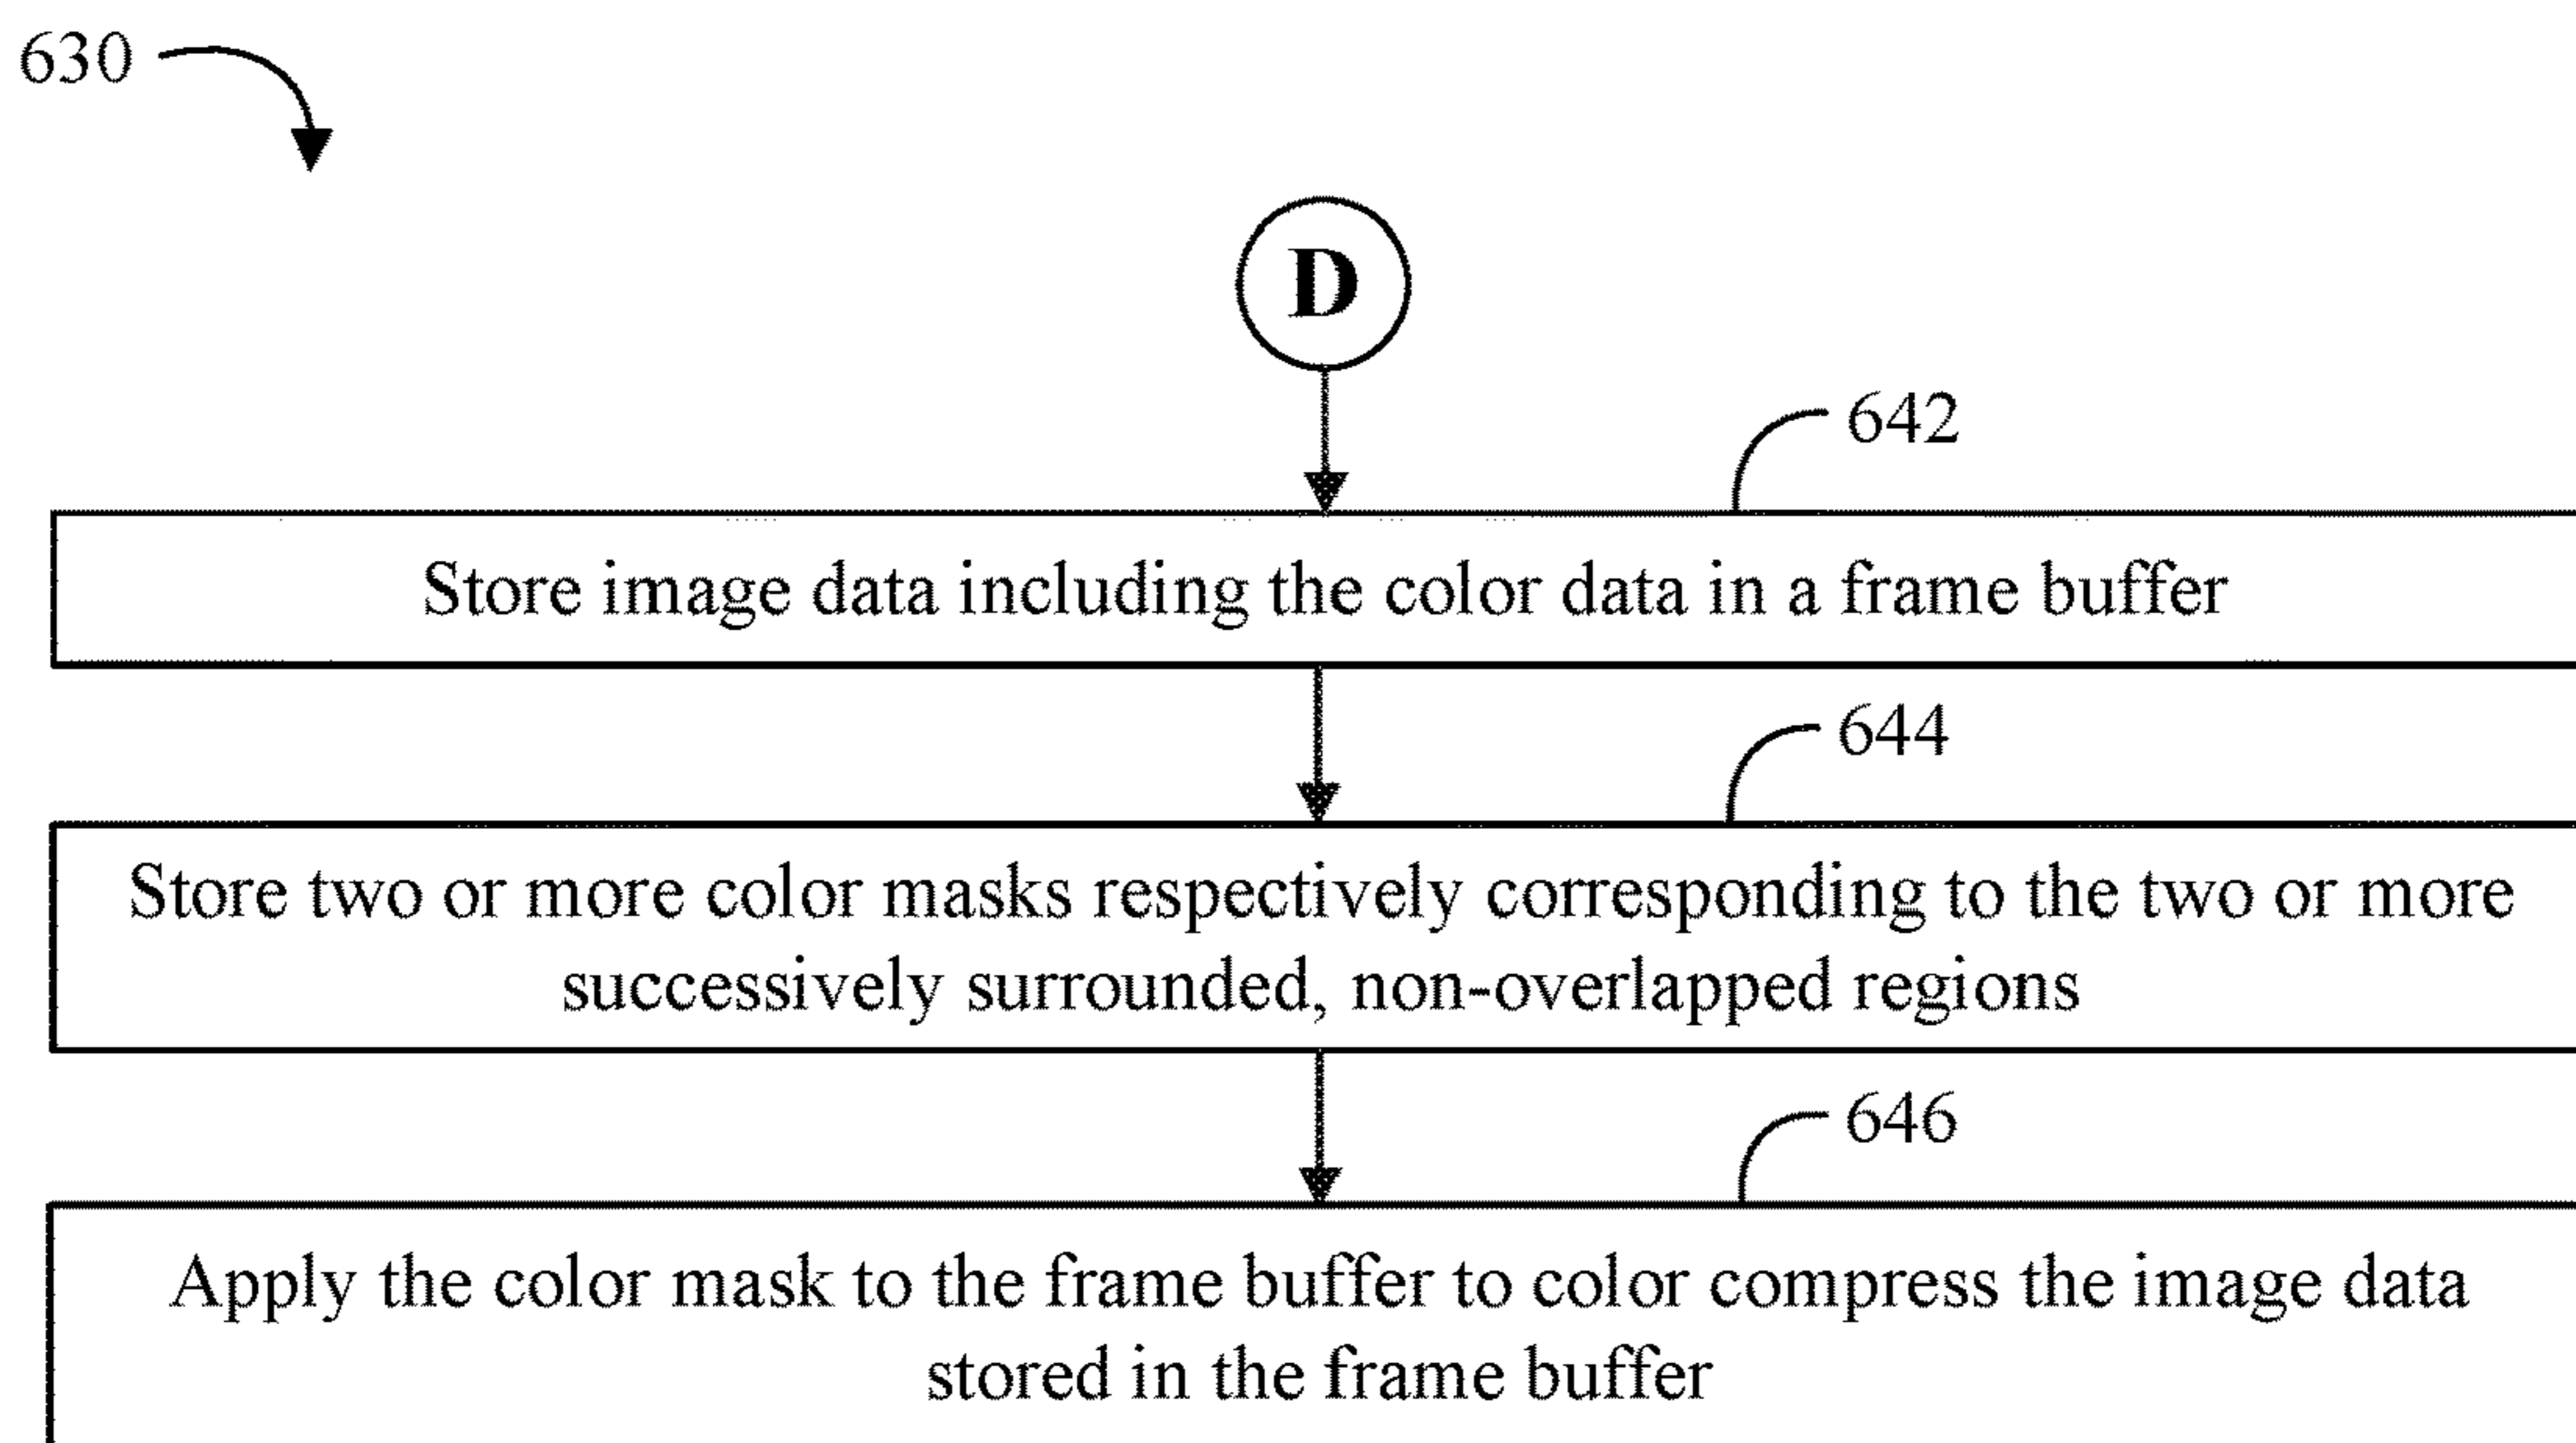 630
D
642
Store image data including the color data in a frame buffer
644
Store two or more color masks respectively corresponding to the two or more
successively surrounded, non-overlapped regions
646
Apply the color mask to the frame buffer to color compress the image data
stored in the frame buffer